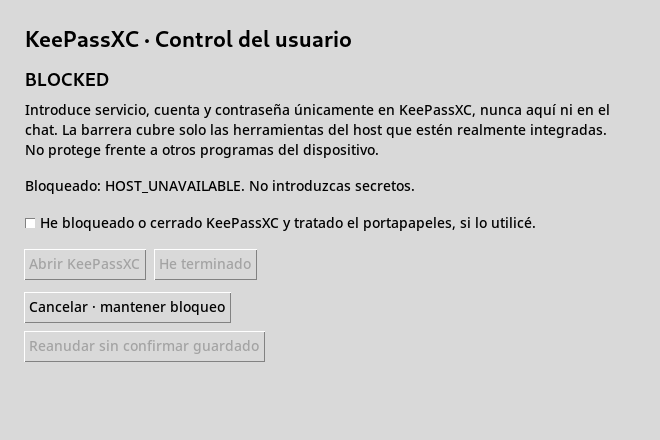 KeePassXC · Control del usuario
BLOCKED
Introduce servicio, cuenta y contraseña únicamente en KeePassXC, nunca aquí ni en el
chat. La barrera cubre solo las herramientas del host que estén realmente integradas.
No protege frente a otros programas del dispositivo.
Bloqueado: HOST_UNAVAILABLE. No introduzcas secretos.
He bloqueado o cerrado KeePassXC y tratado el portapapeles, si lo utilicé.
Abrir KeePassXC He terminado
Cancelar · mantener bloqueo
Reanudar sin confirmar guardado